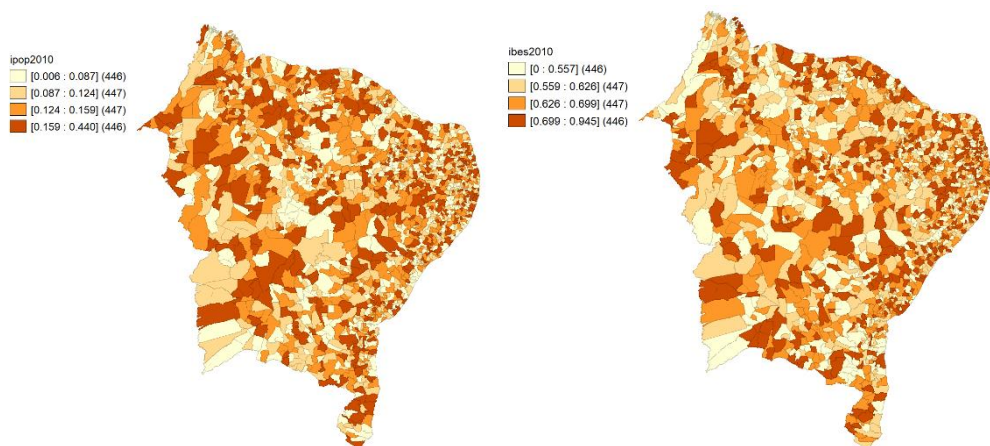 ipop2010
[0.006 : 0.087] (446)
[0.087 : 0.124] (447)
[0.124 : 0.159] (447)
[0.159 : 0.440] (446)
ibes2010
[0 : 0.557] (446)
[0.559 : 0.626] (447)
[0.626 : 0.699] (447)
[0.699 : 0.945] (446)